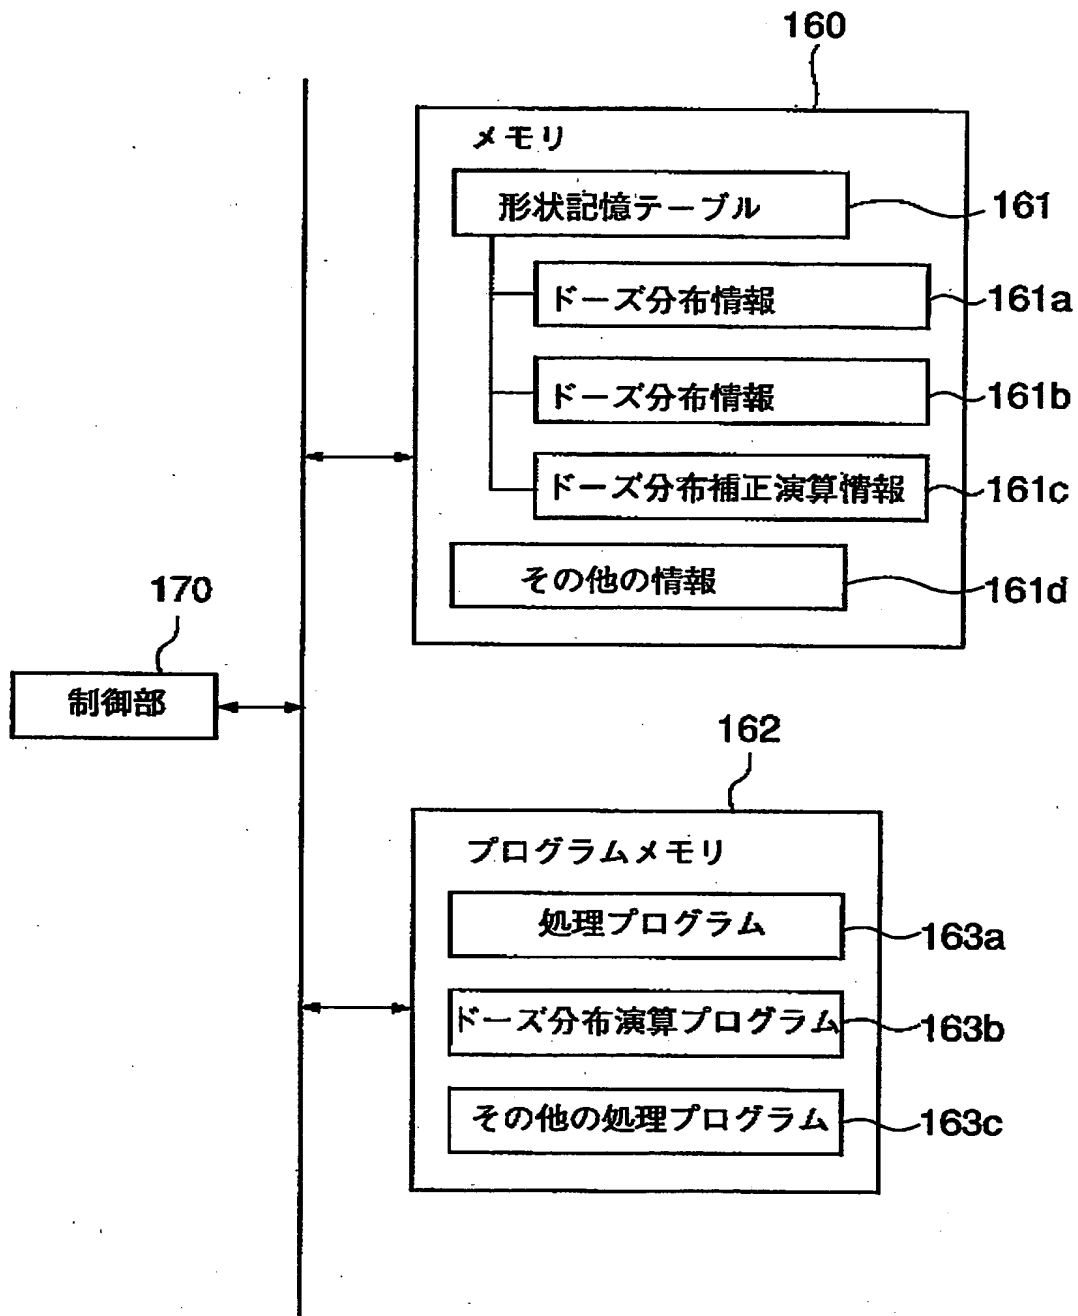 160
メモリ
形状記憶テーブル
161
ドーズ分布情報
161a
ドーズ分布情報
161b
ドーズ分布補正演算情報
161c
その他の情報
161d
170
制御部
162
プログラムメモリ
処理プログラム
163a
ドーズ分布演算プログラム
163b
その他の処理プログラム
163c